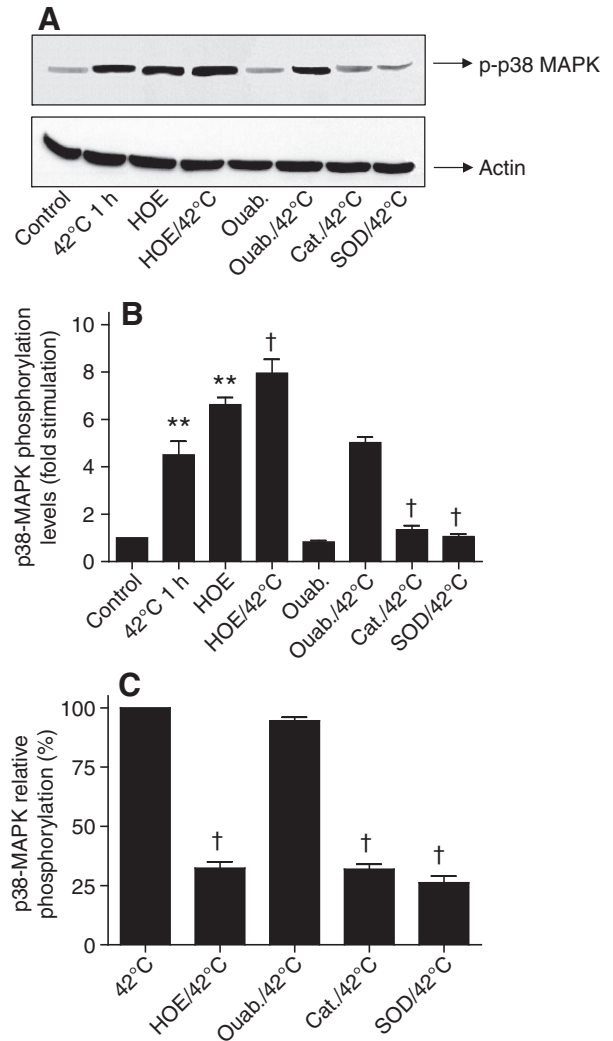 A
p-p38 MAPK
Actin
Control
42°C 1 h
HOE
HOE/42°C
Ouab.
Ouab./42°C
Cat./42°C
SOD/42°C
B
p38-MAPK phosphorylation
levels (fold stimulation)
10
8
6
4
2
0
**
**
†
†
†
Control
42°C 1 h
HOE
HOE/42°C
Ouab.
Ouab./42°C
Cat./42°C
SOD/42°C
C
p38-MAPK relative
phosphorylation (%)
100
75
50
25
0
†
†
†
42°C
HOE/42°C
Ouab./42°C
Cat./42°C
SOD/42°C